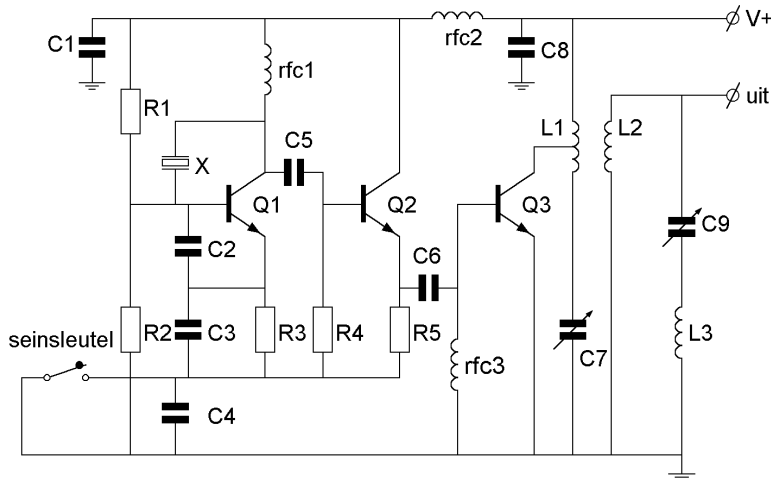 V+
C1
rfc1
rfc2
C8
R1
uit
X
C5
L1
L2
Q1
Q2
Q3
C9
C2
C6
seinsleutel
R2
C3
R3
R4
R5
rfc3
C7
L3
C4